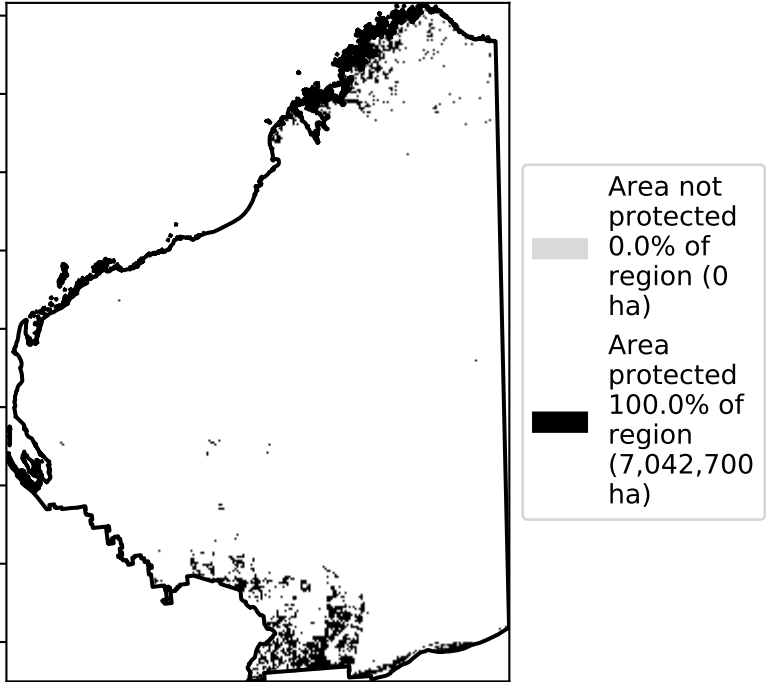 Area not
protected
0.0% of
region (0
ha)
Area
protected
100.0% of
region
(7,042,700
ha)